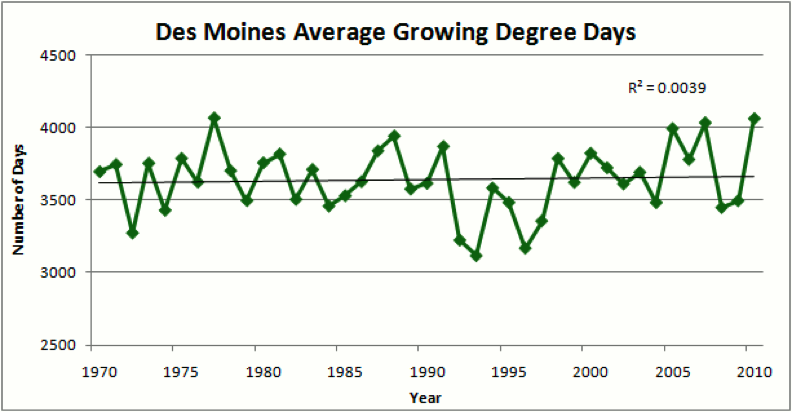 Des Moines Average Growing Degree Days
R² = 0.0039
Number of Days
4500
4000
3500
3000
2500
1970 1975 1980 1985 1990 1995 2000 2005 2010
Year